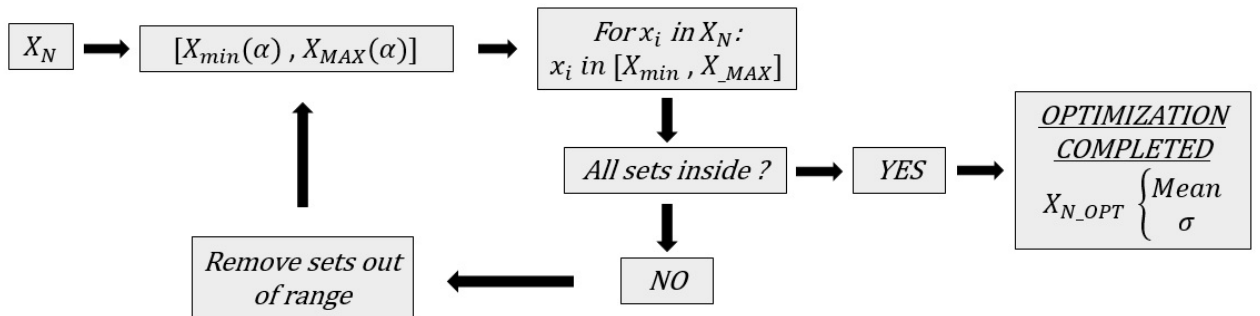 X_N
[X_min(α) , X_MAX(α)]
For x_i in X_N:
x_i in [X_min , X__MAX]
All sets inside ?
YES
OPTIMIZATION
COMPLETED
X_N_OPT { Mean
σ
NO
Remove sets out
of range